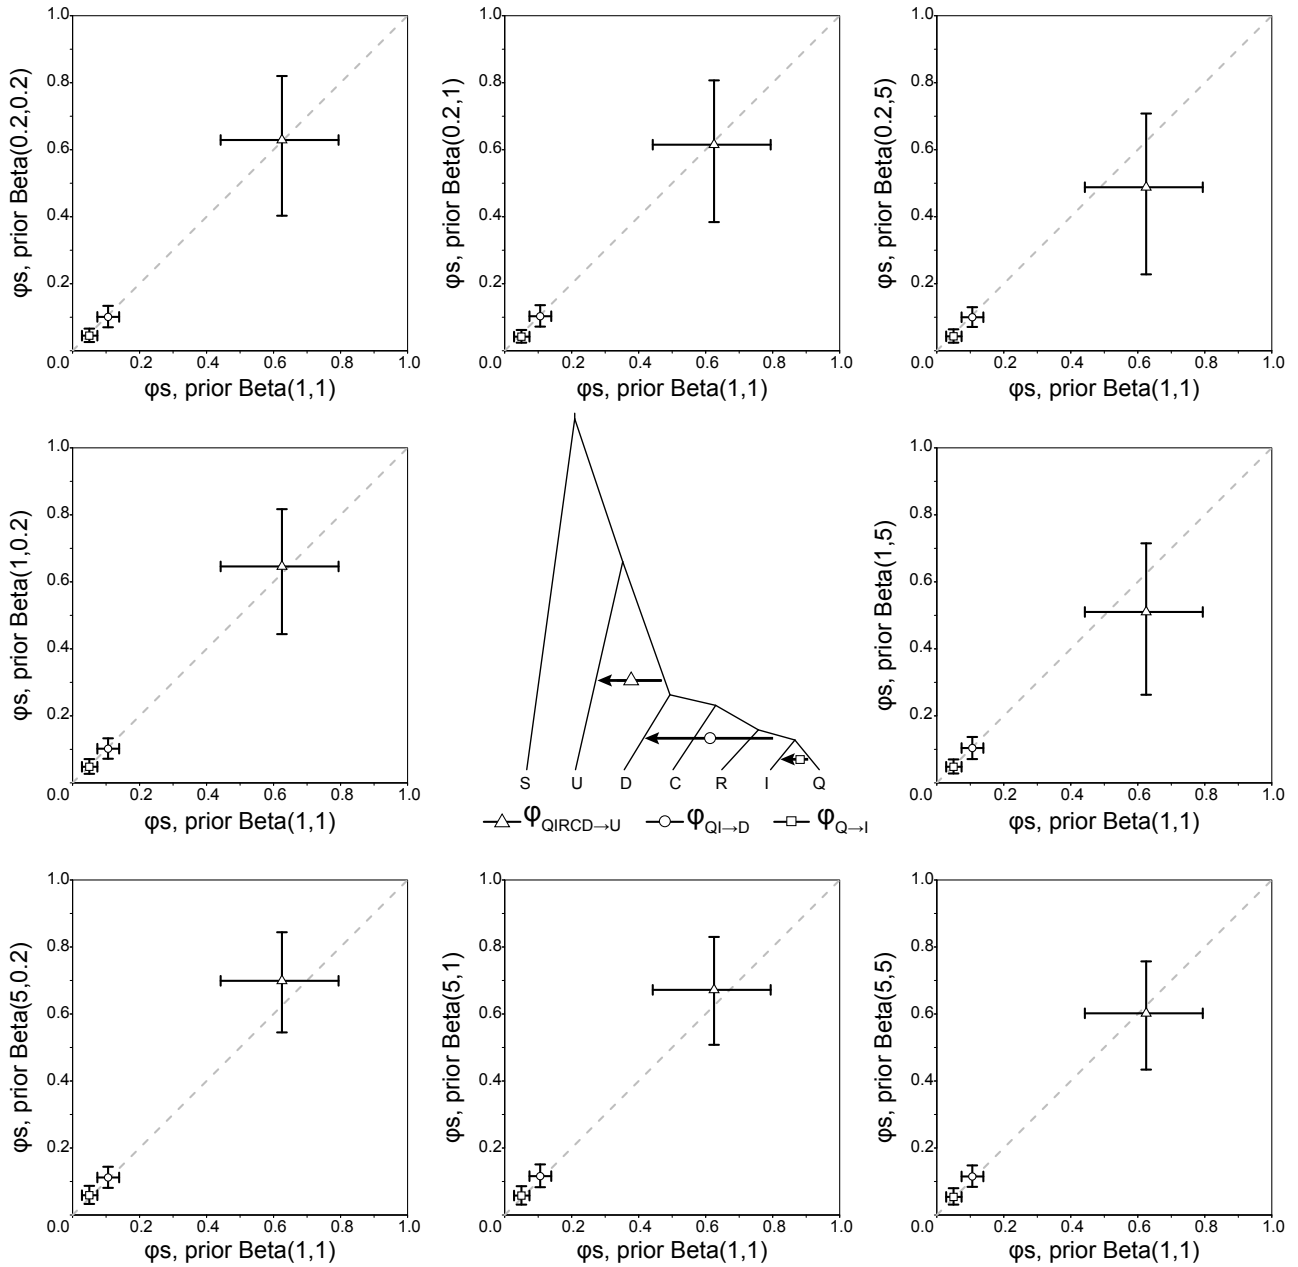 φs, prior Beta(0.2,0.2)
1.0
0.8
0.6
0.4
0.2
0.0 0.2 0.4 0.6 0.8 1.0
φs, prior Beta(1,1)
φs, prior Beta(0.2,1)
1.0
0.8
0.6
0.4
0.2
0.0 0.2 0.4 0.6 0.8 1.0
φs, prior Beta(1,1)
φs, prior Beta(0.2,5)
1.0
0.8
0.6
0.4
0.2
0.0 0.2 0.4 0.6 0.8 1.0
φs, prior Beta(1,1)
φs, prior Beta(1,0.2)
1.0
0.8
0.6
0.4
0.2
0.0 0.2 0.4 0.6 0.8 1.0
φs, prior Beta(1,1)
S U D C R I Q
φQIRCD→U φQI→D φQ→I
φs, prior Beta(1,5)
1.0
0.8
0.6
0.4
0.2
0.0 0.2 0.4 0.6 0.8 1.0
φs, prior Beta(1,1)
φs, prior Beta(5,0.2)
1.0
0.8
0.6
0.4
0.2
0.0 0.2 0.4 0.6 0.8 1.0
φs, prior Beta(1,1)
φs, prior Beta(5,1)
1.0
0.8
0.6
0.4
0.2
0.0 0.2 0.4 0.6 0.8 1.0
φs, prior Beta(1,1)
φs, prior Beta(5,5)
1.0
0.8
0.6
0.4
0.2
0.0 0.2 0.4 0.6 0.8 1.0
φs, prior Beta(1,1)